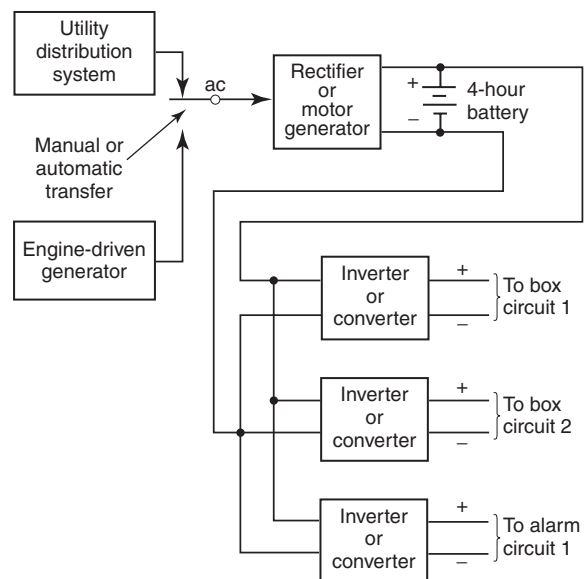 Utility
distribution
system
ac
Manual or
automatic
transfer
Engine-driven
generator
Rectifier
or
motor
generator
+
–
4-hour
battery
Inverter
or
converter
+
–
To box
circuit 1
Inverter
or
converter
+
–
To box
circuit 2
Inverter
or
converter
+
–
To alarm
circuit 1